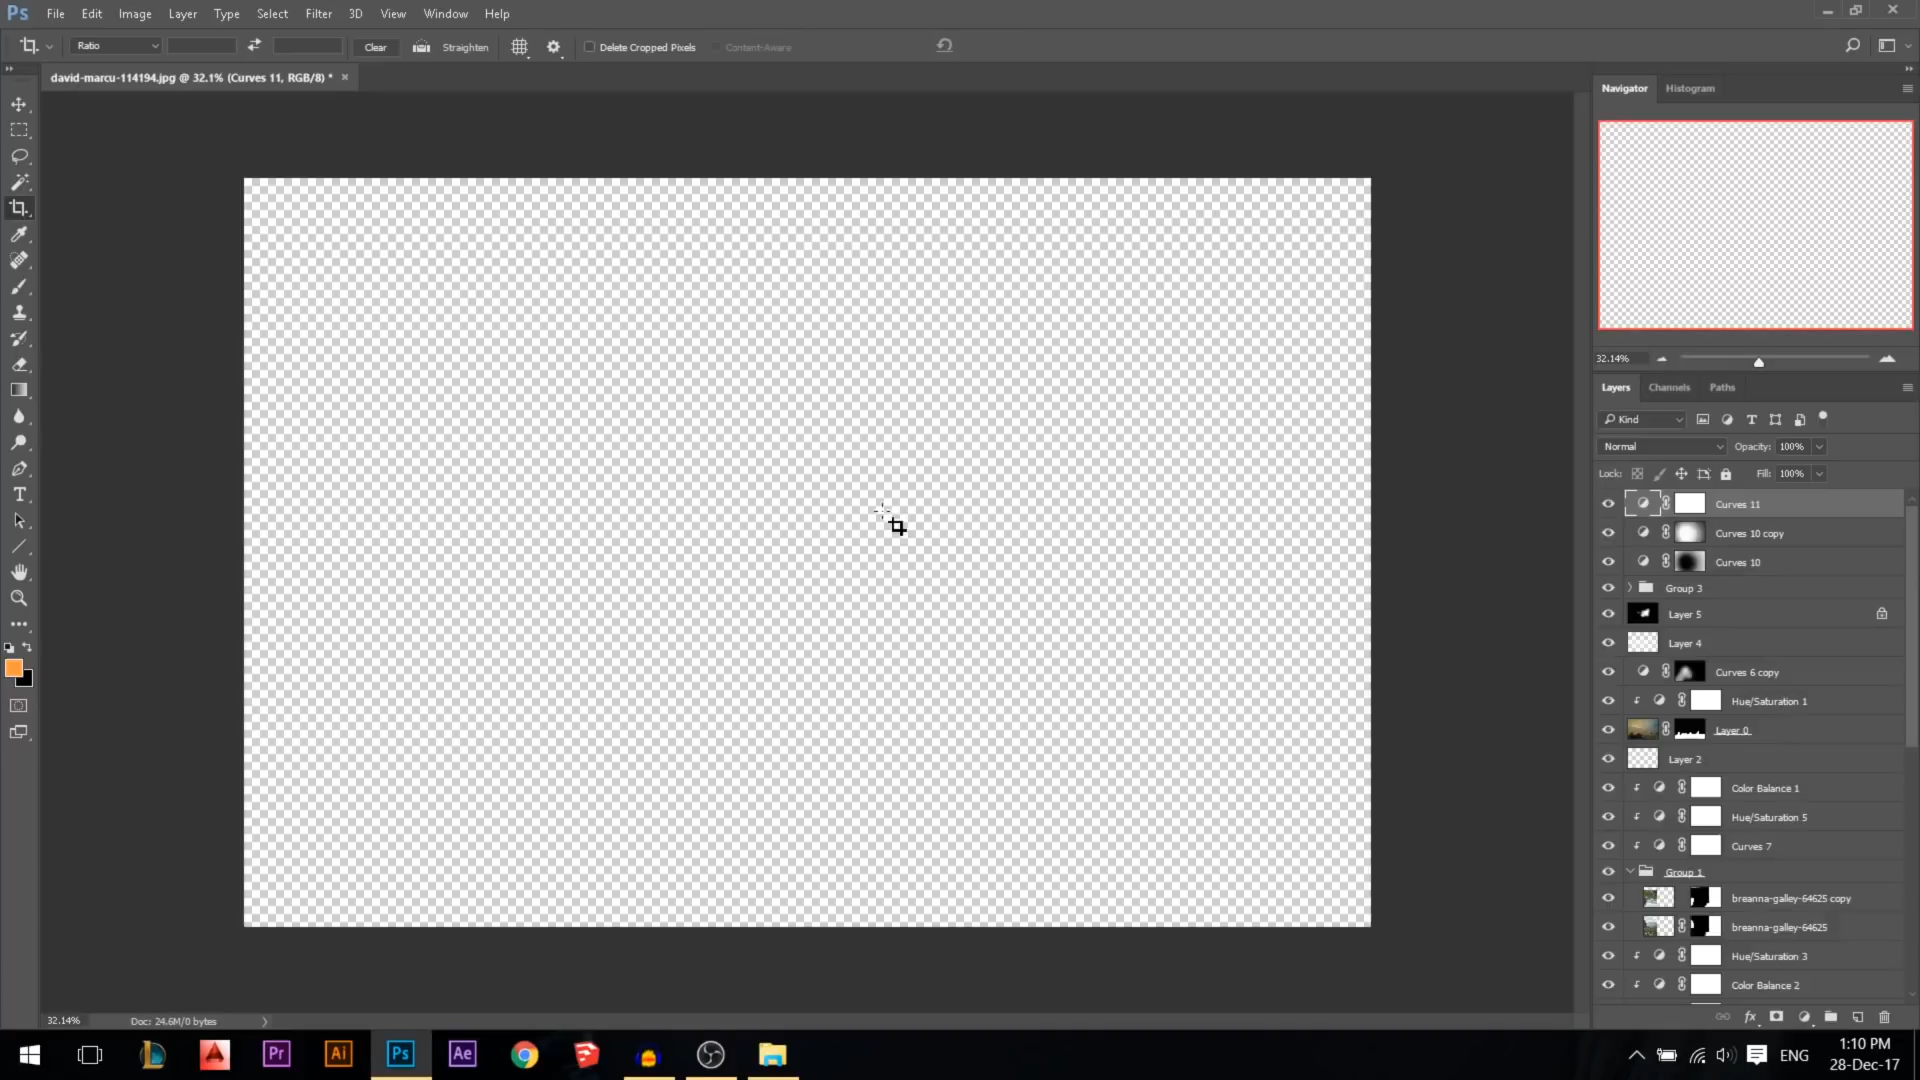 Ps File Edit Image Layer Type Select Filter 3D View Window Help
Ratio Clear Straighten Delete Cropped Pixels Content-Aware
david-marcu-114194.jpg @ 32.1% (Curves 11, RGB/8) *
Navigator Histogram
32.14%
Layers Channels Paths
Kind
Normal Opacity: 100%
Lock: Fill: 100%
Curves 11
Curves 10 copy
Curves 10
Group 3
Layer 5
Layer 4
Curves 6 copy
Hue/Saturation 1
Layer 0
Layer 2
Color Balance 1
Hue/Saturation 5
Curves 7
Group 1
breanna-galley-64625 copy
breanna-galley-64625
Hue/Saturation 3
Color Balance 2
32.14% Doc: 24.6M/0 bytes
Pr Ai Ps Ae ENG 1:10 PM
28-Dec-17